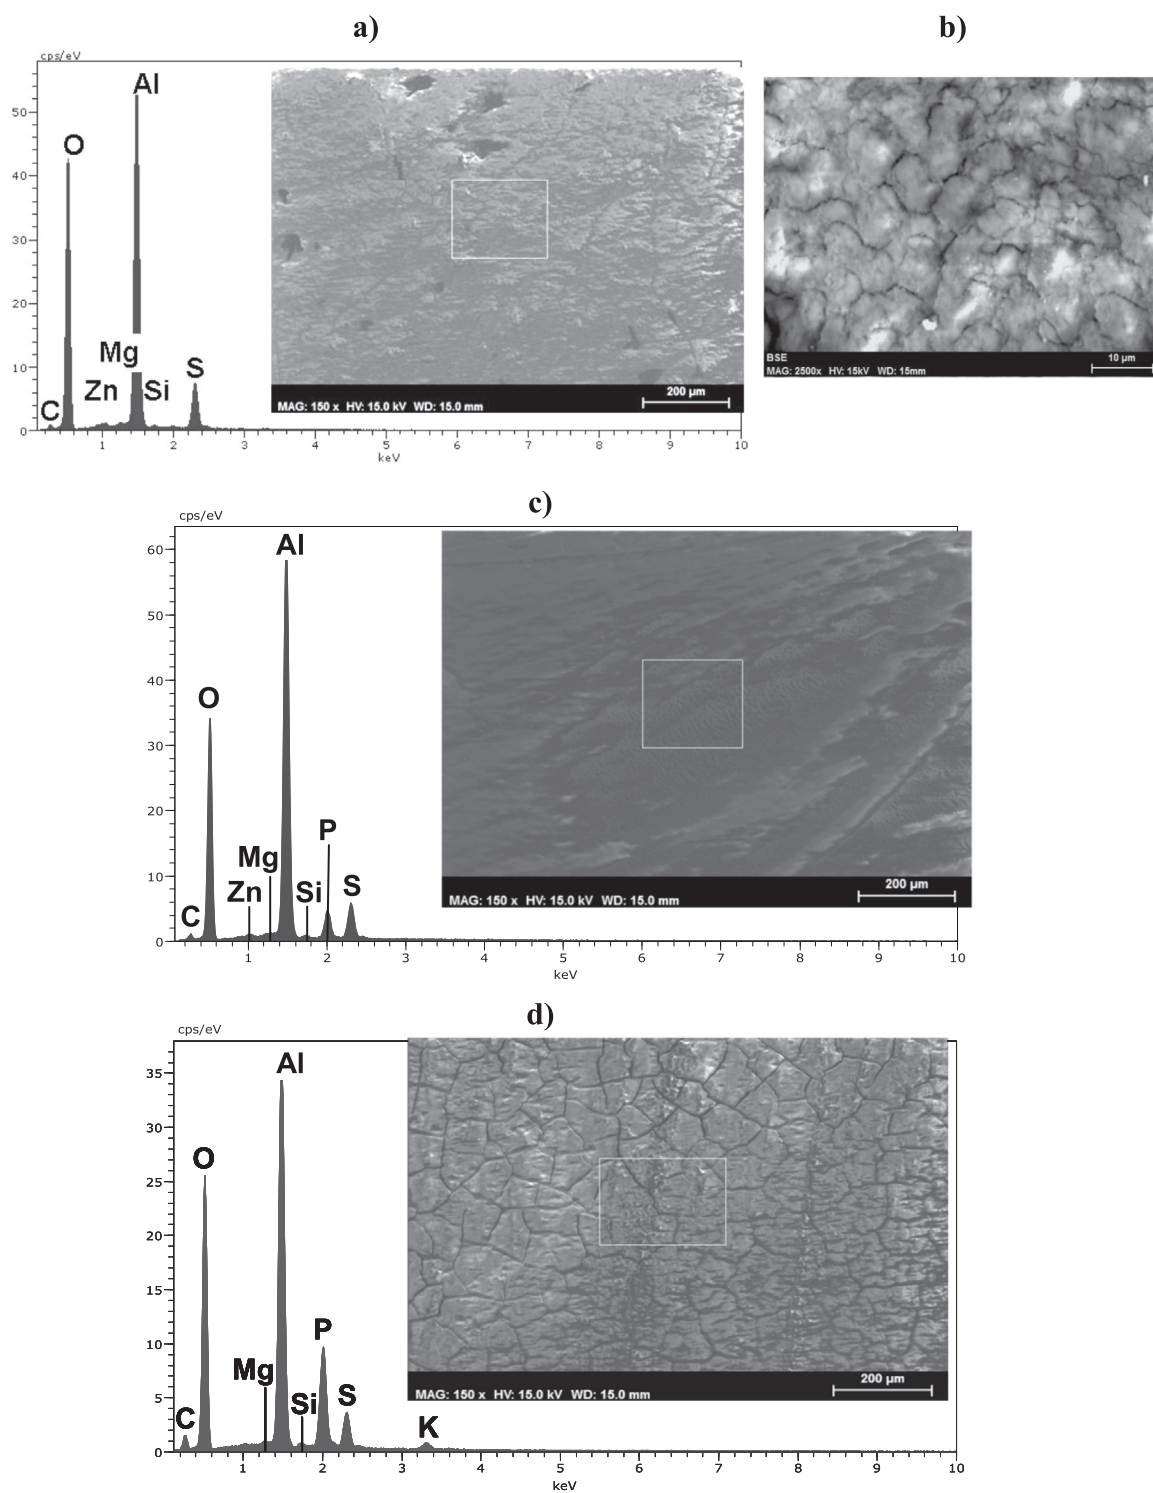 a)
b)
cps/eV
Al
50
O
40
30
20
Mg
10
Zn
Si
S
C
0
1 2 3 4 5 6 7 8 9 10
keV
200 µm
MAG: 150 x HV: 15.0 kV WD: 15.0 mm
BSE
10 µm
MAG: 2500x HV: 15kV WD: 15mm
c)
cps/eV
60
Al
50
40
O
30
20
P
Mg
10
Zn
Si
S
C
0
1 2 3 4 5 6 7 8 9 10
keV
200 µm
MAG: 150 x HV: 15.0 kV WD: 15.0 mm
d)
cps/eV
Al
35
30
O
25
20
15
P
10
Mg
5
Si
S
C
K
0
1 2 3 4 5 6 7 8 9 10
keV
200 µm
MAG: 150 x HV: 15.0 kV WD: 15.0 mm